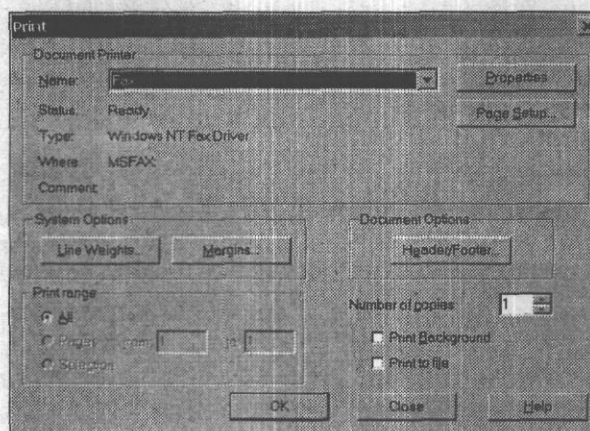 Print
Document Printer
Name: Fax Properties
Status: Ready Page Setup...
Type: Windows NT Fax Driver
Where: MSFAX:
Comment:
System Options Document Options
Line Weights... Margins... Header/Footer...
Print range Number of copies 1
All
Pages from: 1 to: 1 Print Background
Selection Print to file
OK Close Help